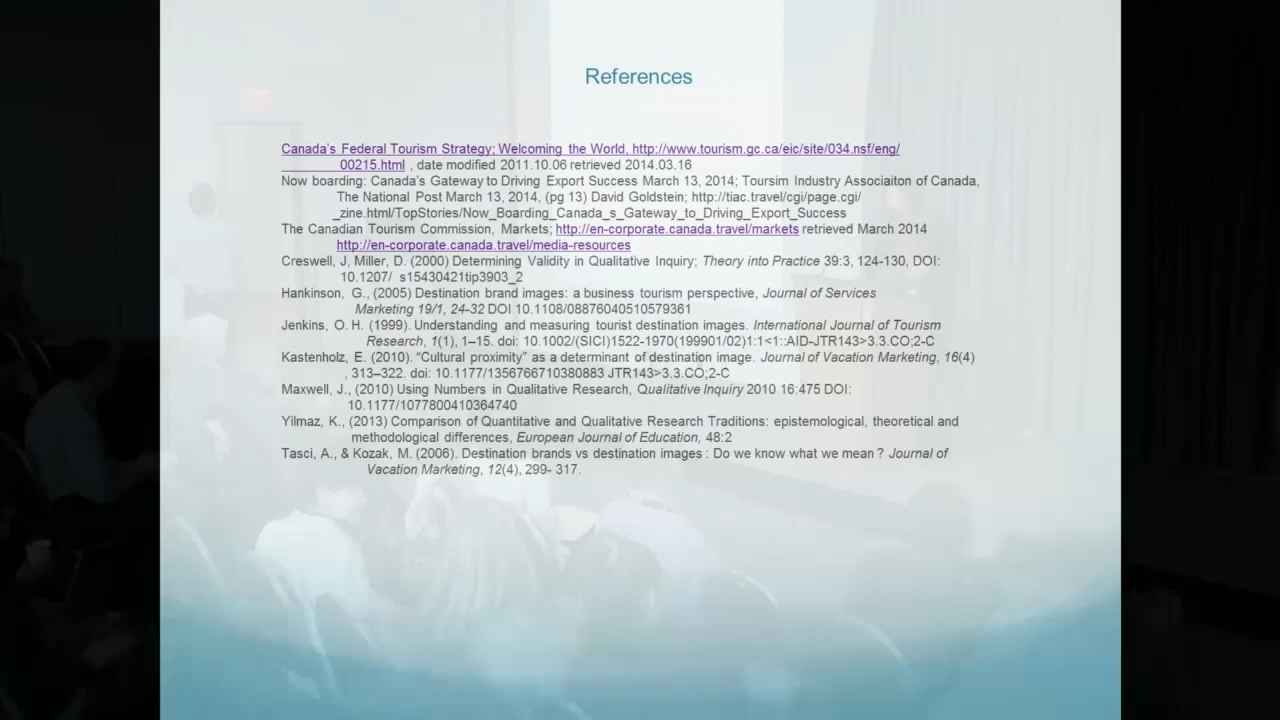 References
Canada's Federal Tourism Strategy; Welcoming the World, http://www.tourism.gc.ca/eic/site/034.nsf/eng/
00215.html , date modified 2011.10.06 retrieved 2014.03.16
Now boarding: Canada's Gateway to Driving Export Success March 13, 2014; Toursim Industry Associaiton of Canada,
The National Post March 13, 2014, (pg 13) David Goldstein; http://tiac.travel/cgi/page.cgi/
_zine.html/TopStories/Now_Boarding_Canada_s_Gateway_to_Driving_Export_Success
The Canadian Tourism Commission, Markets; http://en-corporate.canada.travel/markets retrieved March 2014
http://en-corporate.canada.travel/media-resources
Creswell, J, Miller, D. (2000) Determining Validity in Qualitative Inquiry; Theory into Practice 39:3, 124-130, DOI:
10.1207/ s15430421tip3903_2
Hankinson, G., (2005) Destination brand images: a business tourism perspective, Journal of Services
Marketing 19/1, 24-32 DOI 10.1108/08876040510579361
Jenkins, O. H. (1999). Understanding and measuring tourist destination images. International Journal of Tourism
Research, 1(1), 1–15. doi: 10.1002/(SICI)1522-1970(199901/02)1:1<1::AID-JTR143>3.3.CO;2-C
Kastenholz, E. (2010). “Cultural proximity” as a determinant of destination image. Journal of Vacation Marketing, 16(4)
, 313–322. doi: 10.1177/1356766710380883 JTR143>3.3.CO;2-C
Maxwell, J., (2010) Using Numbers in Qualitative Research, Qualitative Inquiry 2010 16:475 DOI:
10.1177/1077800410364740
Yilmaz, K., (2013) Comparison of Quantitative and Qualitative Research Traditions: epistemological, theoretical and
methodological differences, European Journal of Education, 48:2
Tasci, A., & Kozak, M. (2006). Destination brands vs destination images : Do we know what we mean ? Journal of
Vacation Marketing, 12(4), 299- 317.